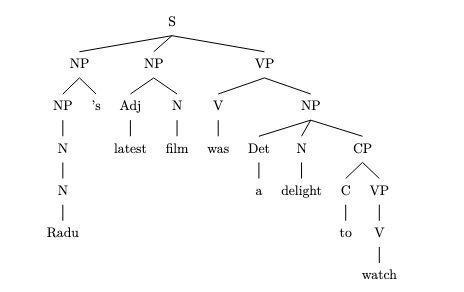 S
NP NP VP
NP 's Adj N V NP
N latest film was Det N CP
N a delight C VP
Radu to V
watch